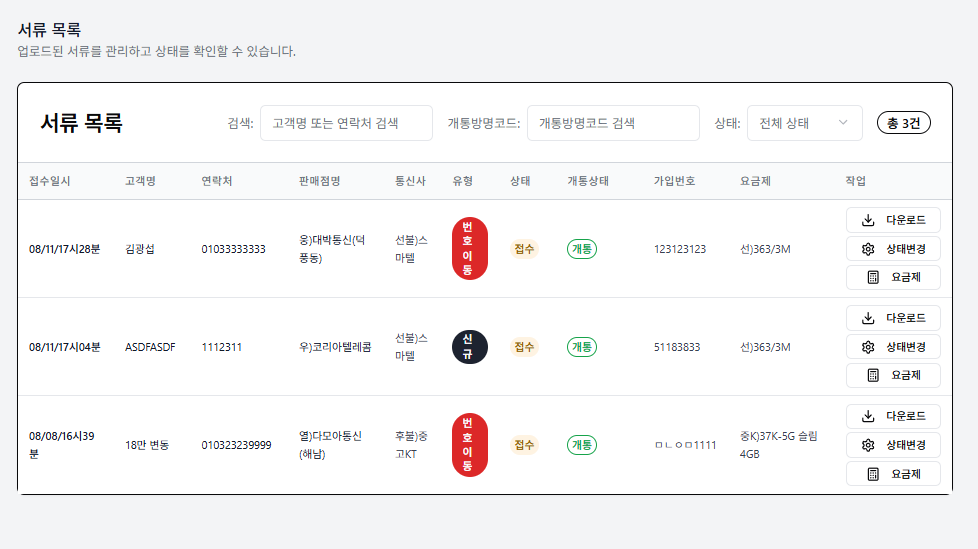 서류 목록
업로드된 서류를 관리하고 상태를 확인할 수 있습니다.
서류 목록 검색: 고객명 또는 연락처 검색 개통방명코드: 개통방명코드 검색 상태: 전체 상태 총 3건
접수일시 고객명 연락처 판매점명 통신사 유형 상태 개통상태 가입번호 요금제 작업
08/11/17시28분
김광섭
01033333333
웅)대박통신(덕
풍동)
선불)스
마텔
번
호
이
동
접수
개통
123123123
선)363/3M
다운로드
상태변경
요금제
08/11/17시04분
ASDFASDF
1112311
우)코리아텔레콤
선불)스
마텔
신
규
접수
개통
51183833
선)363/3M
다운로드
상태변경
요금제
08/08/16시39
분
18만 변동
010323239999
열)다모아통신
(해남)
후불)중
고KT
번
호
이
동
접수
개통
ㅁㄴㅇㅁ1111
중K)37K-5G 슬림
4GB
다운로드
상태변경
요금제